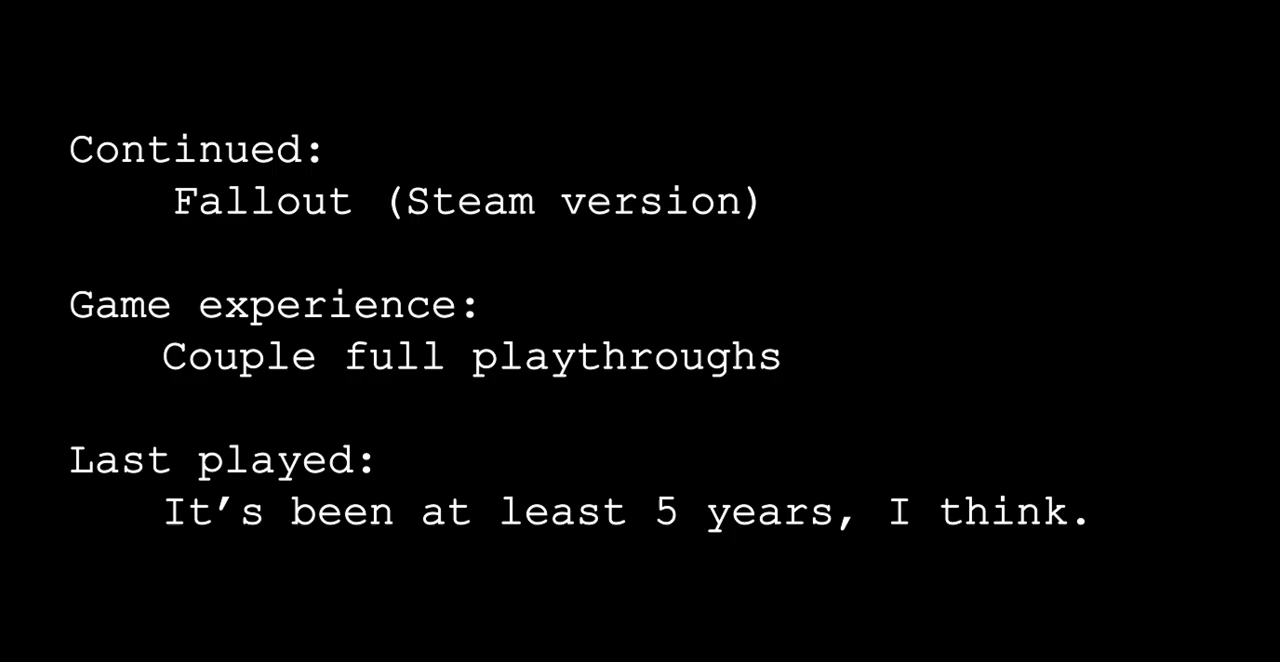 Continued:
Fallout (Steam version)
Game experience:
Couple full playthroughs
Last played:
It’s been at least 5 years, I think.